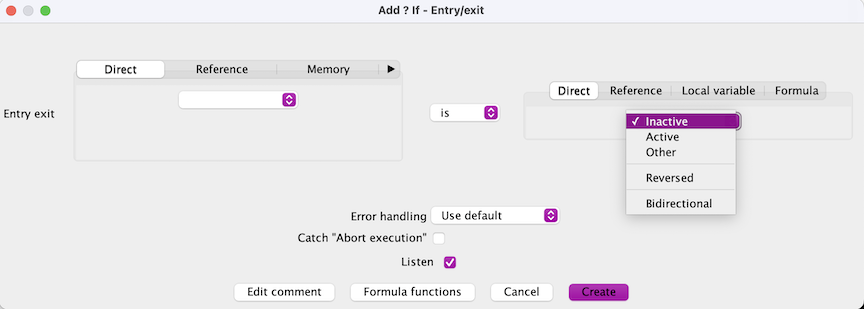 Add ? If - Entry/exit
Direct Reference Memory
Direct Reference Local variable Formula
Entry exit
is
Inactive
Active
Other
Reversed
Bidirectional
Error handling Use default
Catch "Abort execution"
Listen
Edit comment Formula functions Cancel Create